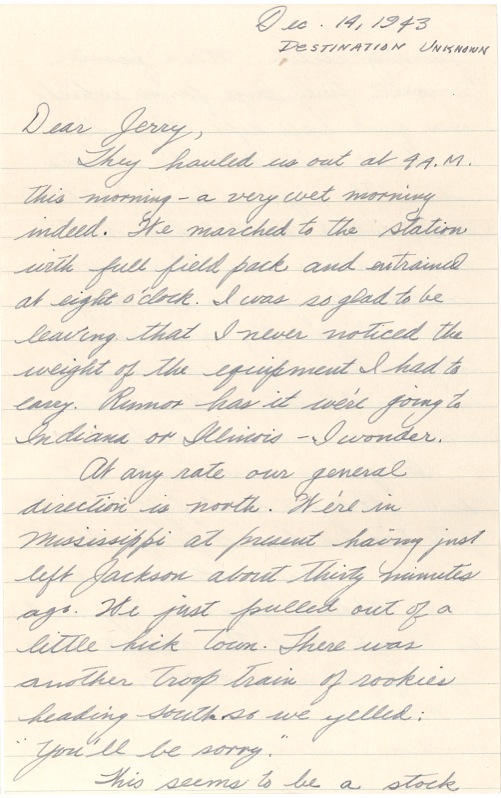 Dec. 14, 1943
DESTINATION UNKNOWN
Dear Jerry,
They hauled us out at 4 A.M.
this morning - a very wet morning
indeed. We marched to the station
with full field pack and entrained
at eight o'clock. I was so glad to be
leaving that I never noticed the
weight of the equipment I had to
carry. Rumor has it we're going to
Indiana or Illinois - I wonder.
At any rate our general
direction is north. We're in
Mississippi at present having just
left Jackson about thirty minutes
ago. We just pulled out of a
little hick town. There was
another troop train of rookies
heading south so we yelled:
"You'll be sorry."
This seems to be a stock